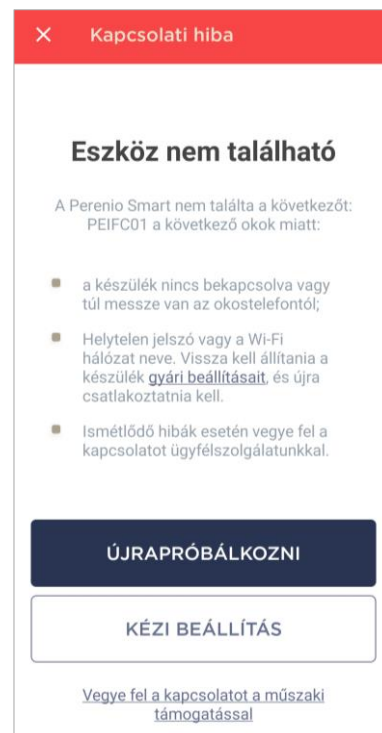 Kapcsolati hiba
Eszköz nem található
A Perenio Smart nem találta a következőt:
PEIFC01 a következő okok miatt:
a készülék nincs bekapcsolva vagy
túl messze van az okostelefontól;
Helytelen jelszó vagy a Wi-Fi
hálózat neve. Vissza kell állítania a
készülék gyári beállításait, és újra
csatlakoztatnia kell.
Ismétlődő hibák esetén vegye fel a
kapcsolatot ügyfélszolgálatunkkal.
ÚJRAPRÓBÁLKOZNI
KÉZI BEÁLLÍTÁS
Vegye fel a kapcsolatot a műszaki
támogatással